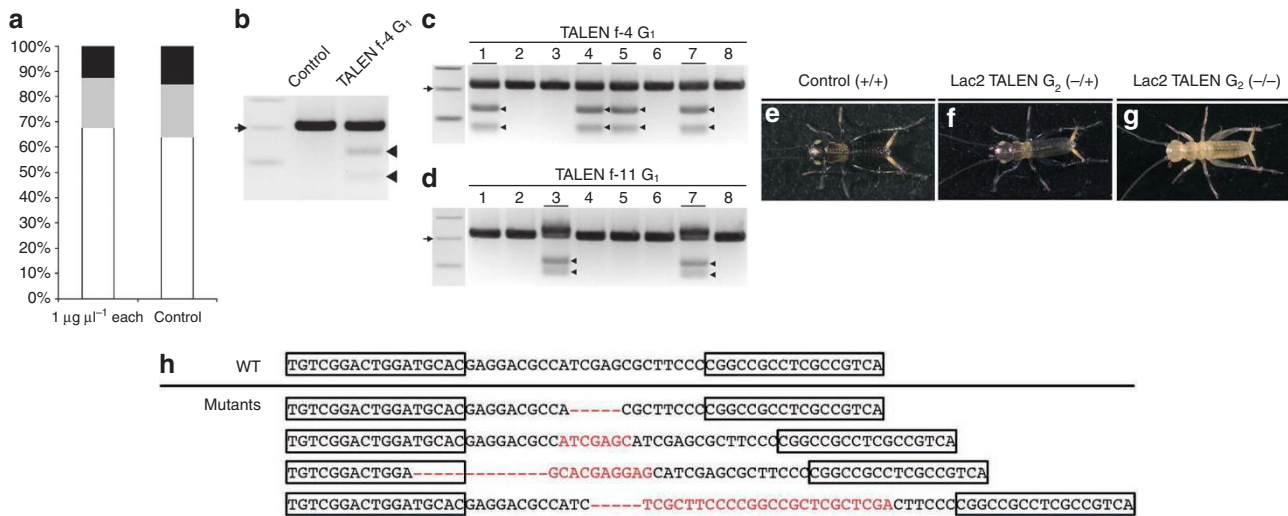 a
100%
90%
80%
70%
60%
50%
40%
30%
20%
10%
0%
1 μg μl⁻¹ each Control
b
Control TALEN f-4 G₁
c
TALEN f-4 G₁
1 2 3 4 5 6 7 8
d
TALEN f-11 G₁
1 2 3 4 5 6 7 8
Control (+/+) Lac2 TALEN G₂ (−/+) Lac2 TALEN G₂ (−/−)
e f g
h
WT TGTCGGACTGGATGCACGAGGACGCCATCGAGCGCTTCCCCGGCCGCCTCGCCGTCA
Mutants TGTCGGACTGGATGCACGAGGACGCCA-----CGCTTCCCCGGCCGCCTCGCCGTCA
TGTCGGACTGGATGCACGAGGACGCCATCGAGCATCGAGCGCTTCCCCGGCCGCCTCGCCGTCA
TGTCGGACTGGA-------------GCACGAGGAGCATCGAGCGCTTCCCCGGCCGCCTCGCCGTCA
TGTCGGACTGGATGCACGAGGACGCCATC-----TCGCTTCCCCGGCCGCTCGCTCGACTTCCCCGGCCGCCTCGCCGTCA